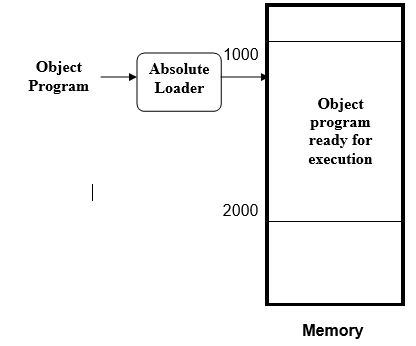 Object
Program
Absolute
Loader
1000
Object
program
ready for
execution
2000
Memory